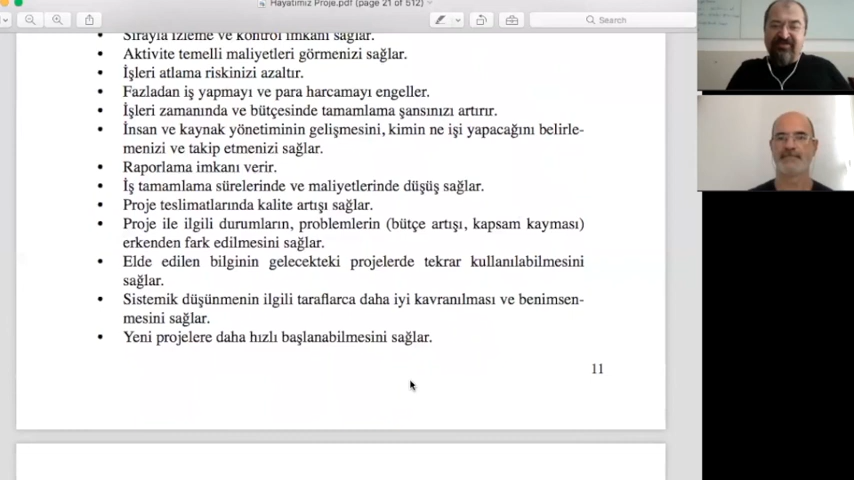 Hayatımız Proje.pdf (page 21 of 512)
Search
Sırayla izleme ve kontrol imkanı sağlar.
• Aktivite temelli maliyetleri görmenizi sağlar.
• İşleri atlama riskinizi azaltır.
• Fazladan iş yapmayı ve para harcamayı engeller.
• İşleri zamanında ve bütçesinde tamamlama şansınızı artırır.
• İnsan ve kaynak yönetiminin gelişmesini, kimin ne işi yapacağını belirle-
menizi ve takip etmenizi sağlar.
• Raporlama imkanı verir.
• İş tamamlama sürelerinde ve maliyetlerinde düşüş sağlar.
• Proje teslimatlarında kalite artışı sağlar.
• Proje ile ilgili durumların, problemlerin (bütçe artışı, kapsam kayması)
erkenden fark edilmesini sağlar.
• Elde edilen bilginin gelecekteki projelerde tekrar kullanılabilmesini
sağlar.
• Sistemik düşünmenin ilgili taraflarca daha iyi kavranılması ve benimsen-
mesini sağlar.
• Yeni projelere daha hızlı başlanabilmesini sağlar.
11